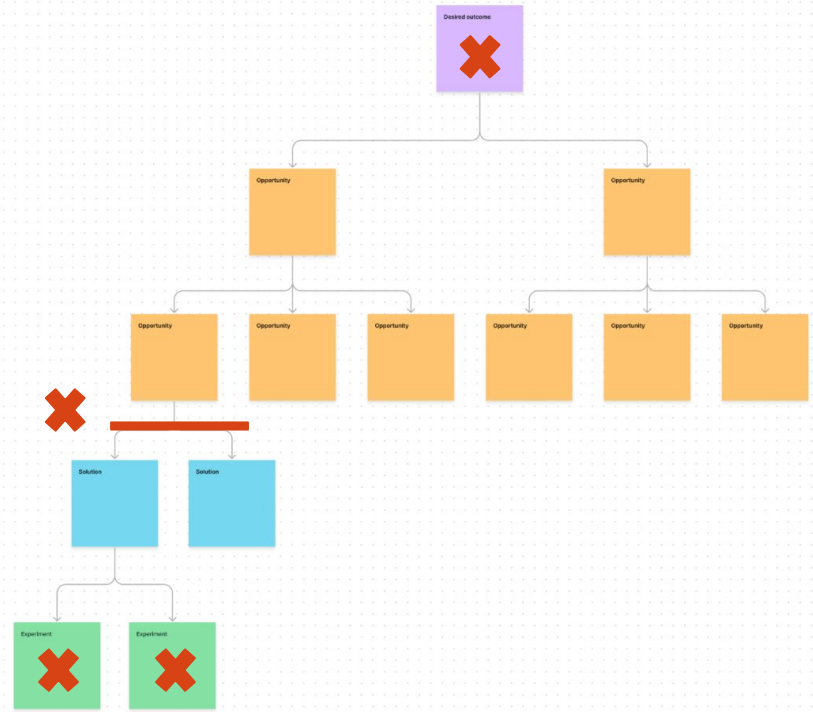 Desired outcome
Opportunity
Opportunity
Opportunity
Opportunity
Opportunity
Opportunity
Opportunity
Opportunity
Solution
Solution
Experiment
Experiment